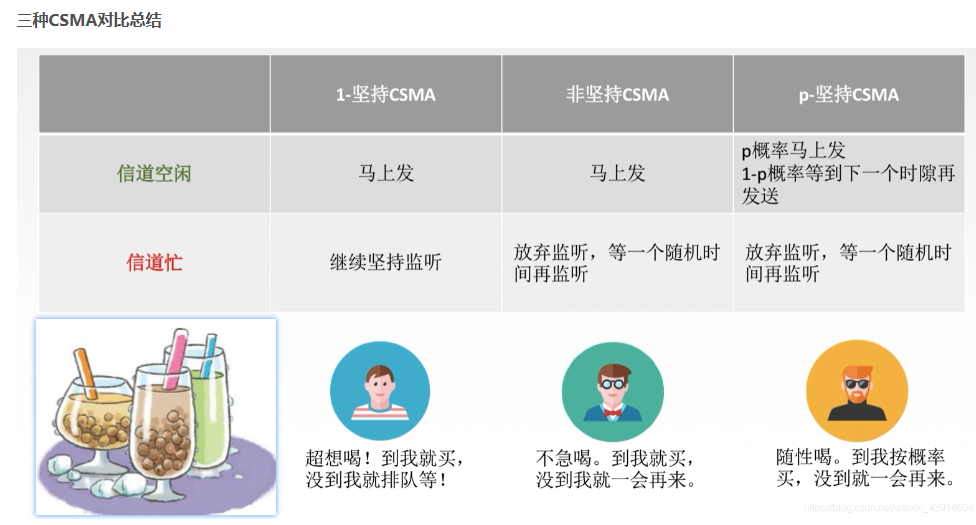 三种CSMA对比总结
1-坚持CSMA
非坚持CSMA
p-坚持CSMA
信道空闲
马上发
马上发
p概率马上发
1-p概率等到下一个时隙再
发送
信道忙
继续坚持监听
放弃监听，等一个随机时
间再监听
放弃监听，等一个随机时
间再监听
超想喝！到我就买，
没到我就排队等！
不急喝。到我就买，
没到我就一会再来。
随性喝。到我按概率
买，没到就一会再来。
https://blog.csdn.net/weixin_43914604